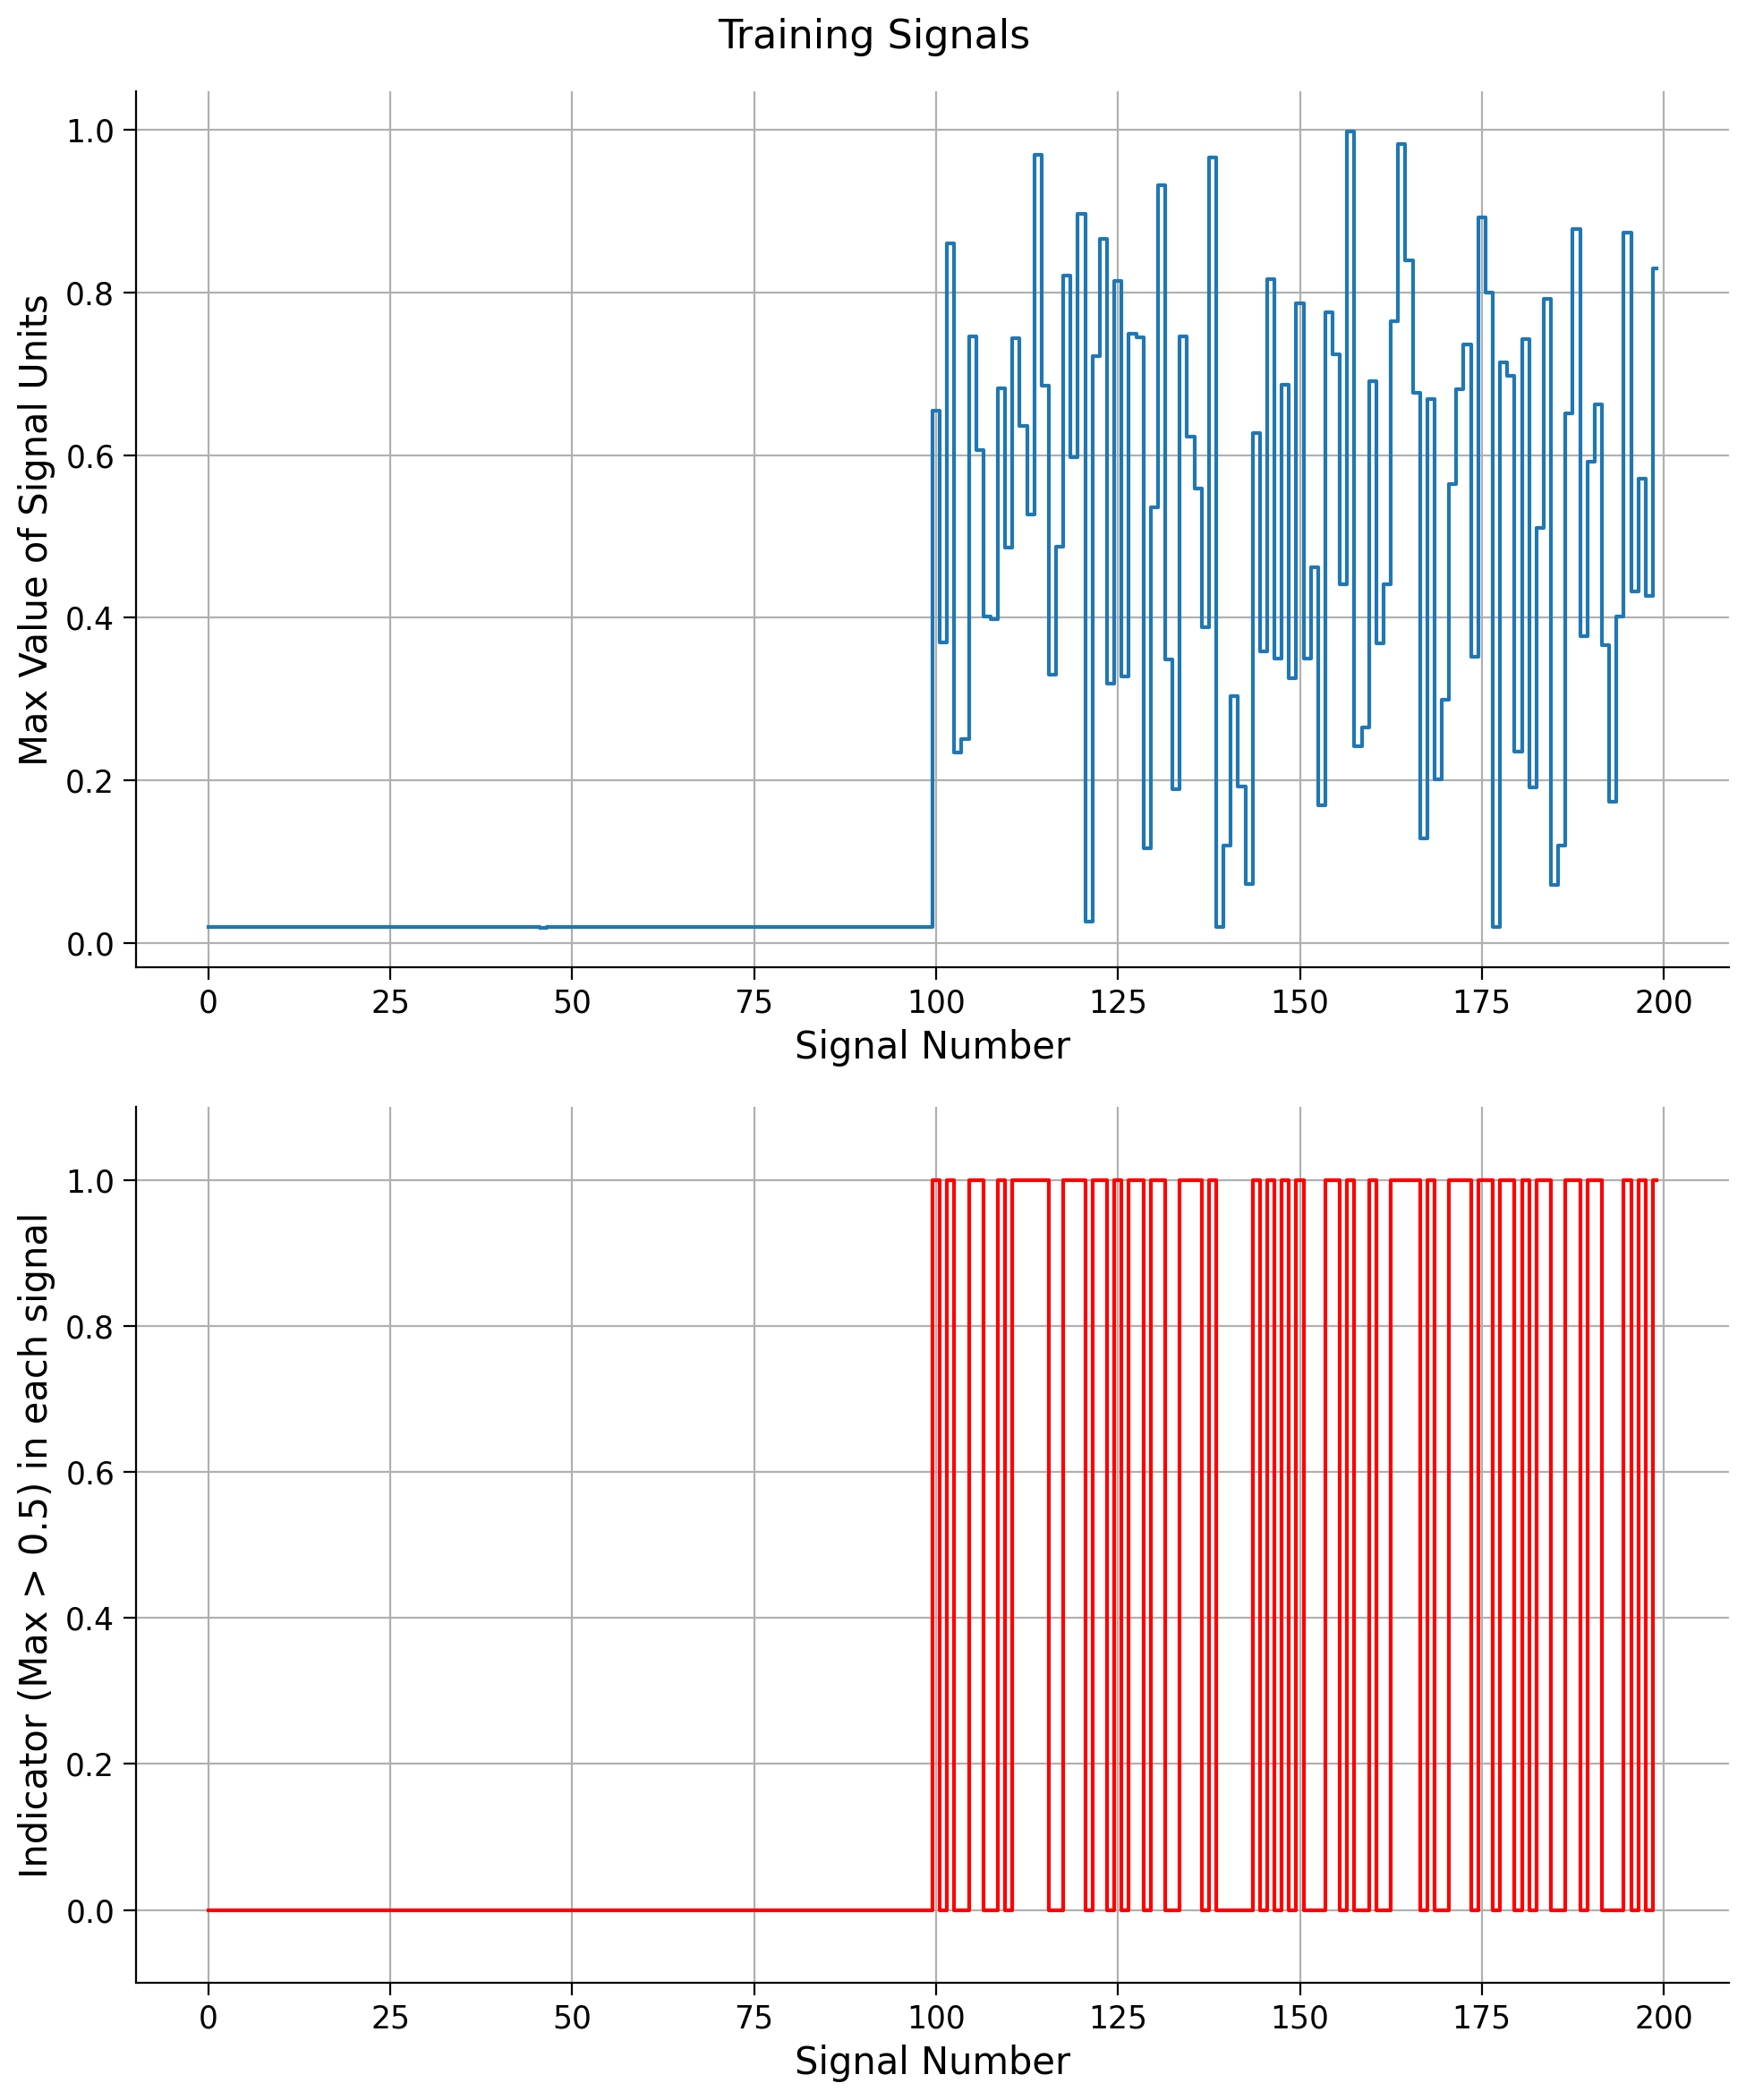 Training Signals
Max Value of Signal Units
1.0
0.8
0.6
0.4
0.2
0.0
0 25 50 75 100 125 150 175 200
Signal Number
Indicator (Max > 0.5) in each signal
1.0
0.8
0.6
0.4
0.2
0.0
0 25 50 75 100 125 150 175 200
Signal Number